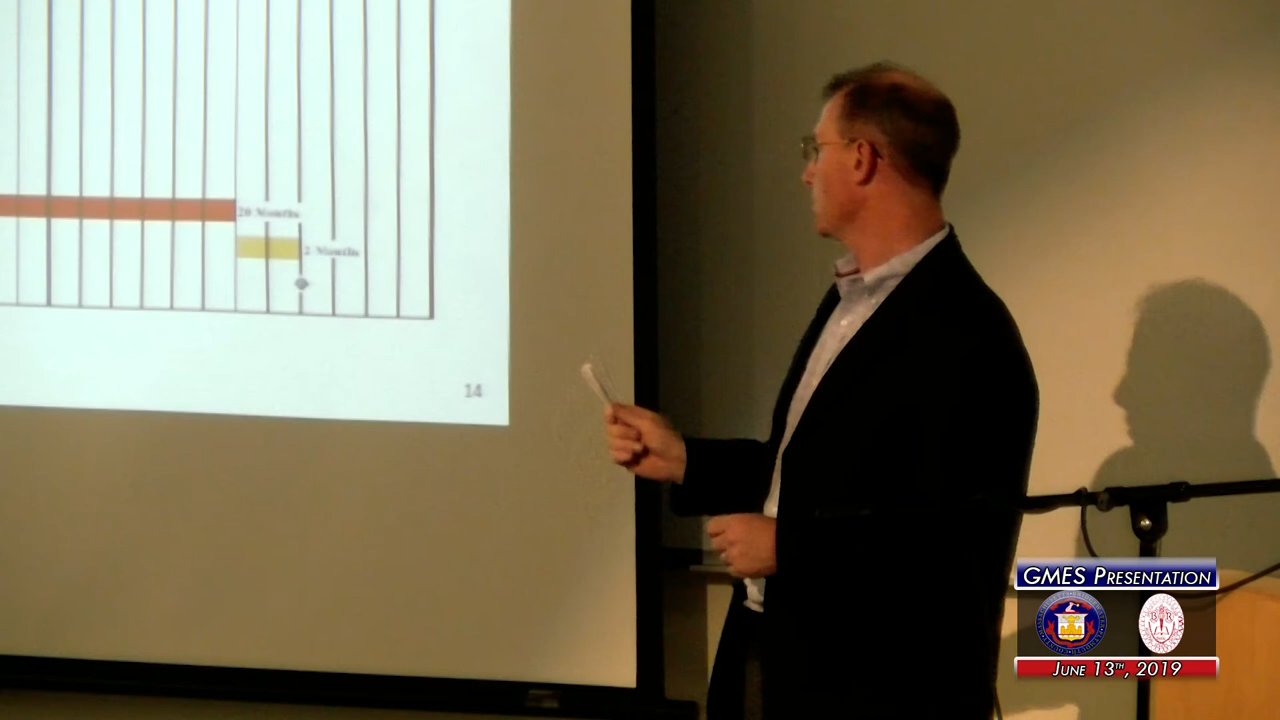 20 Months
2 Months
14
GMES PRESENTATION
B R
JUNE 13TH, 2019